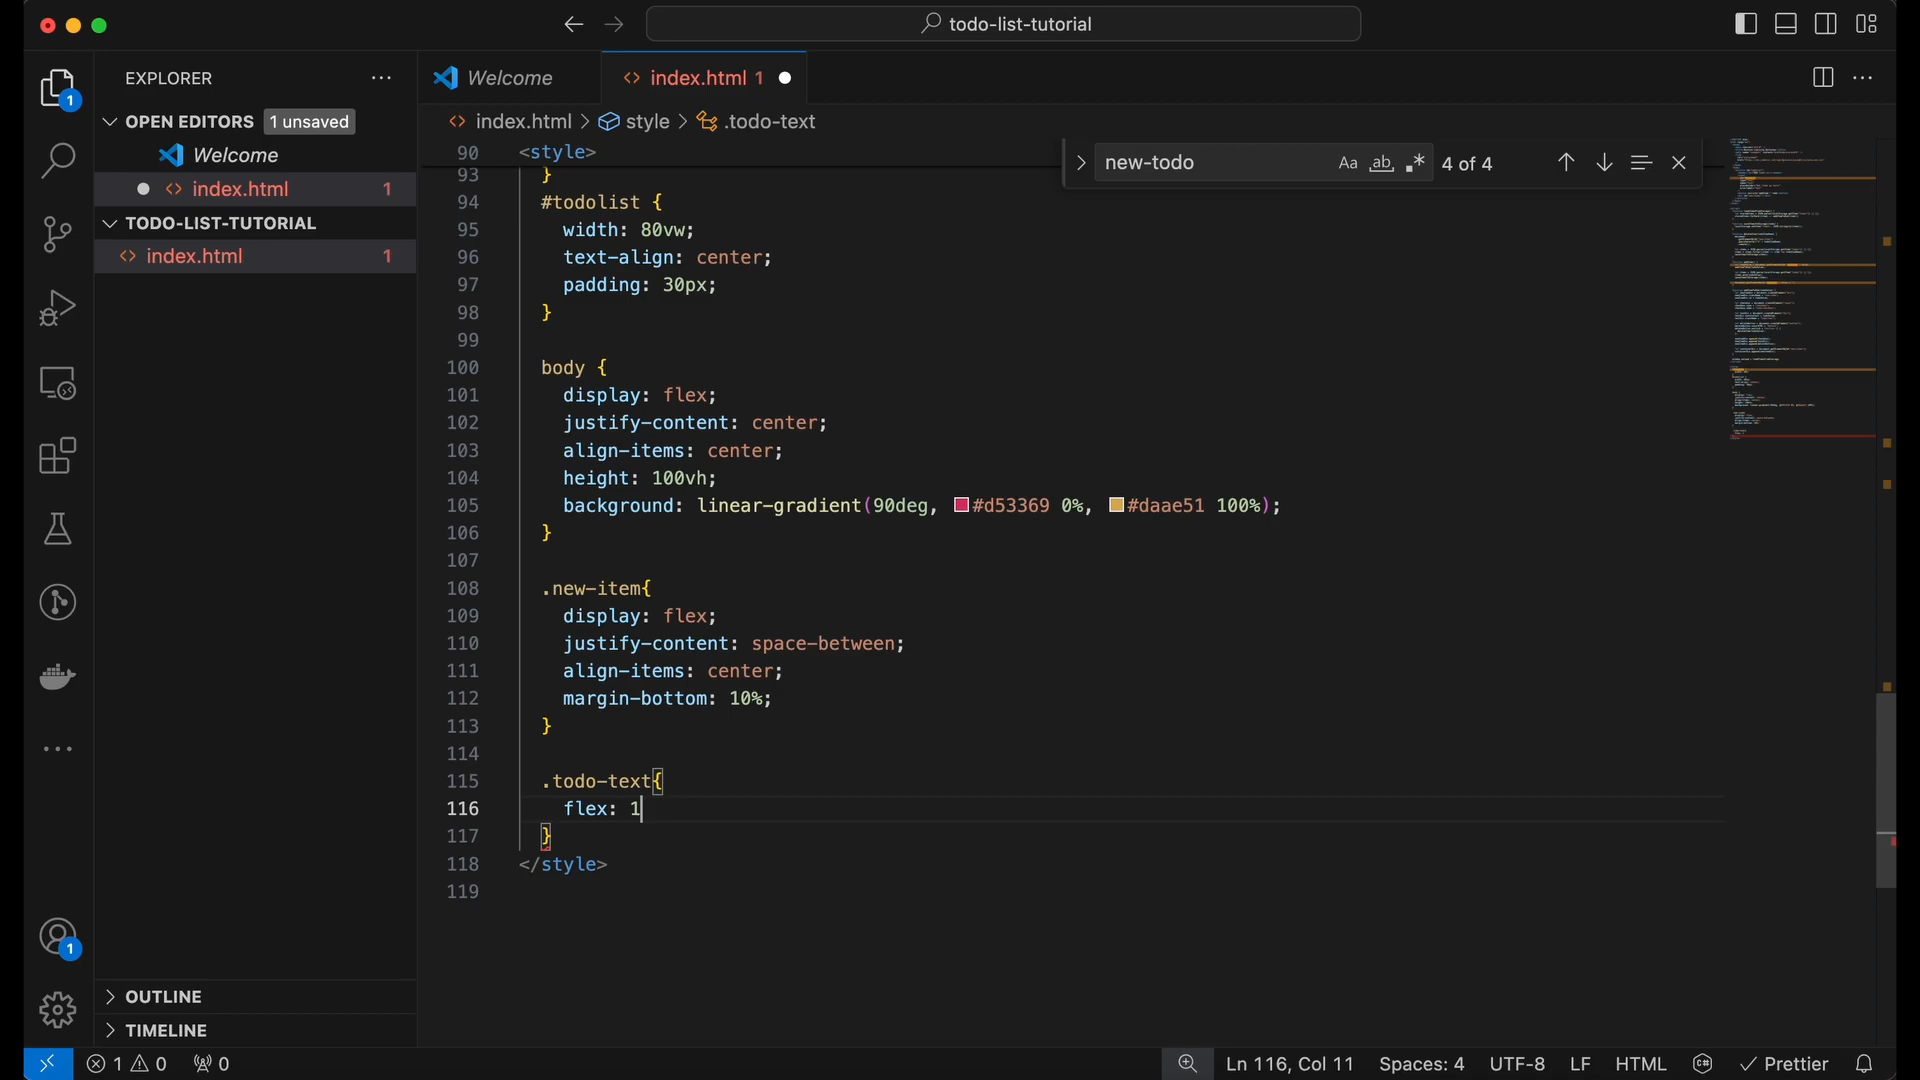 todo-list-tutorial
EXPLORER
Welcome
index.html 1
OPEN EDITORS 1 unsaved
index.html > style > .todo-text
Welcome
90 <style>
new-todo Aa ab .* 4 of 4
93 }
index.html 1
94 #todolist {
TODO-LIST-TUTORIAL
95 width: 80vw;
index.html 1
96 text-align: center;
97 padding: 30px;
98 }
99
100 body {
101 display: flex;
102 justify-content: center;
103 align-items: center;
104 height: 100vh;
105 background: linear-gradient(90deg, #d53369 0%, #daae51 100%);
106 }
107
108 .new-item{
109 display: flex;
110 justify-content: space-between;
111 align-items: center;
112 margin-bottom: 10%;
113 }
114
115 .todo-text{
116 flex: 1
117 }
118 </style>
119
1
1
OUTLINE
TIMELINE
1 0 0
Ln 116, Col 11 Spaces: 4 UTF-8 LF HTML Prettier